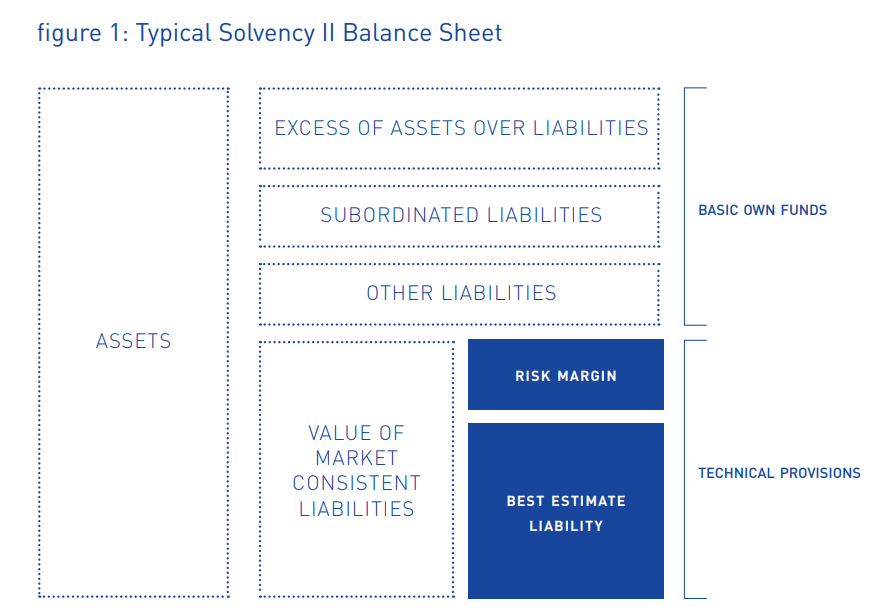 figure 1: Typical Solvency II Balance Sheet
EXCESS OF ASSETS OVER LIABILITIES
SUBORDINATED LIABILITIES
BASIC OWN FUNDS
OTHER LIABILITIES
ASSETS
RISK MARGIN
VALUE OF
MARKET
CONSISTENT
LIABILITIES
BEST ESTIMATE
LIABILITY
TECHNICAL PROVISIONS